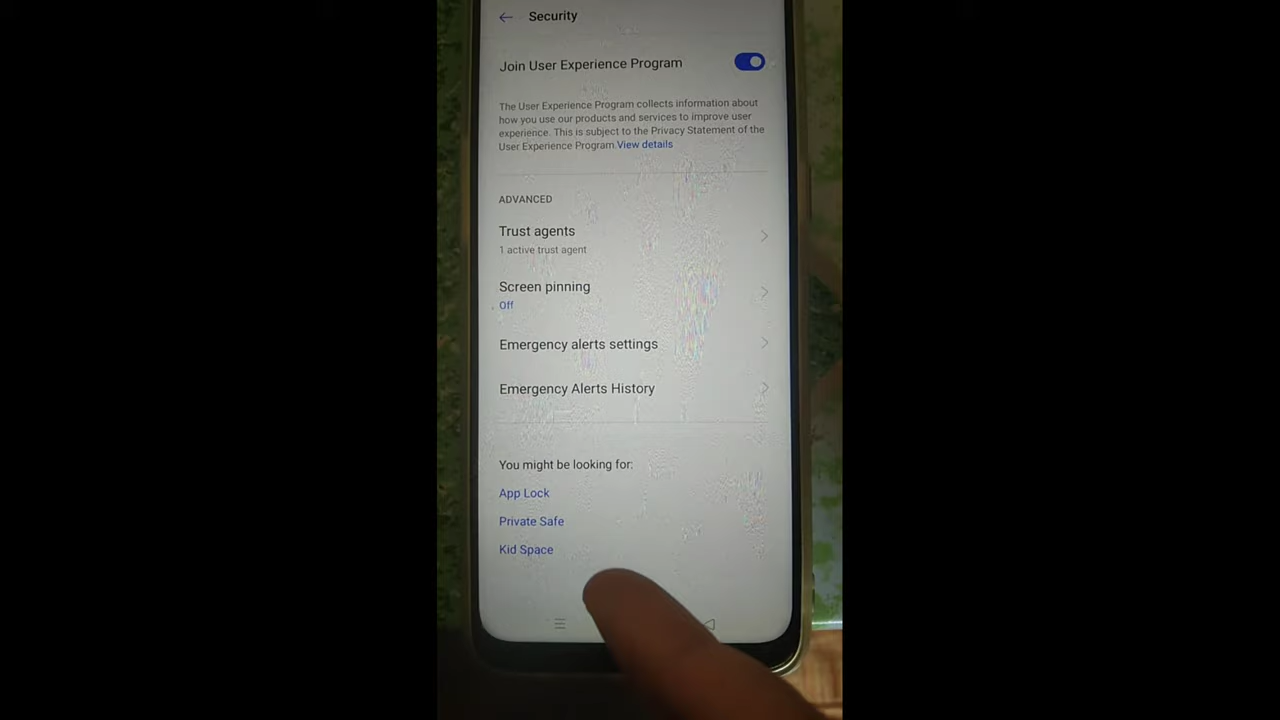 Security
Join User Experience Program
The User Experience Program collects information about
how you use our products and services to improve user
experience. This is subject to the Privacy Statement of the
User Experience Program View details
ADVANCED
Trust agents
1 active trust agent
Screen pinning
Off
Emergency alerts settings
Emergency Alerts History
You might be looking for:
App Lock
Private Safe
Kid Space